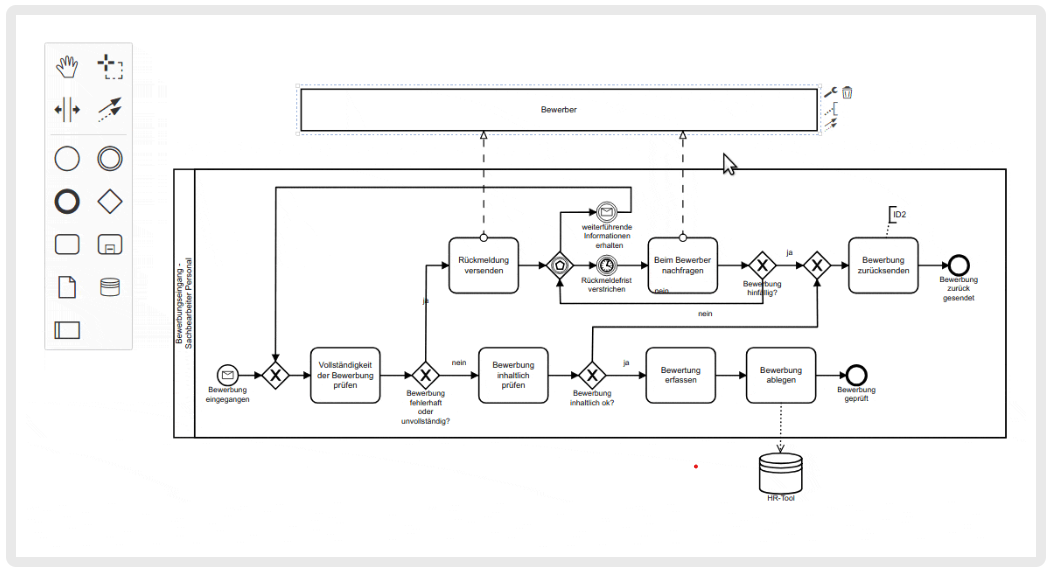 Bewerber
Bewerbungseingang -
Sachbearbeiter Personal
weiterführende
Informationen
erhalten
ID2
Rückmeldung
versenden
Rückmeldefrist
verstrichen
Beim Bewerber
nachfragen
nein
ja
Bewerbung
hinfällig?
Bewerbung
zurücksenden
Bewerbung
zurück
gesendet
ja
nein
Bewerbung
eingegangen
Vollständigkeit
der Bewerbung
prüfen
nein
Bewerbung
fehlerhaft
oder
unvollständig?
Bewerbung
inhaltlich
prüfen
Bewerbung
inhaltlich ok?
ja
Bewertung
erfassen
Bewerbung
ablegen
Bewerbung
geprüft
HR-Tool